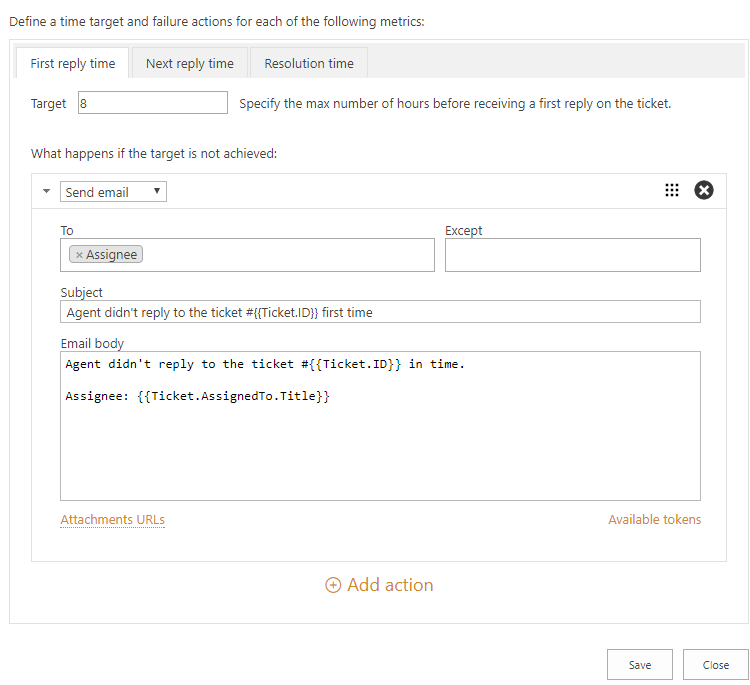 Define a time target and failure actions for each of the following metrics:
First reply time Next reply time Resolution time
Target 8 Specify the max number of hours before receiving a first reply on the ticket.
What happens if the target is not achieved:
Send email
To Except
× Assignee
Subject
Agent didn't reply to the ticket #{{Ticket.ID}} first time
Email body
Agent didn't reply to the ticket #{{Ticket.ID}} in time.
Assignee: {{Ticket.AssignedTo.Title}}
Attachments URLs Available tokens
Add action
Save Close